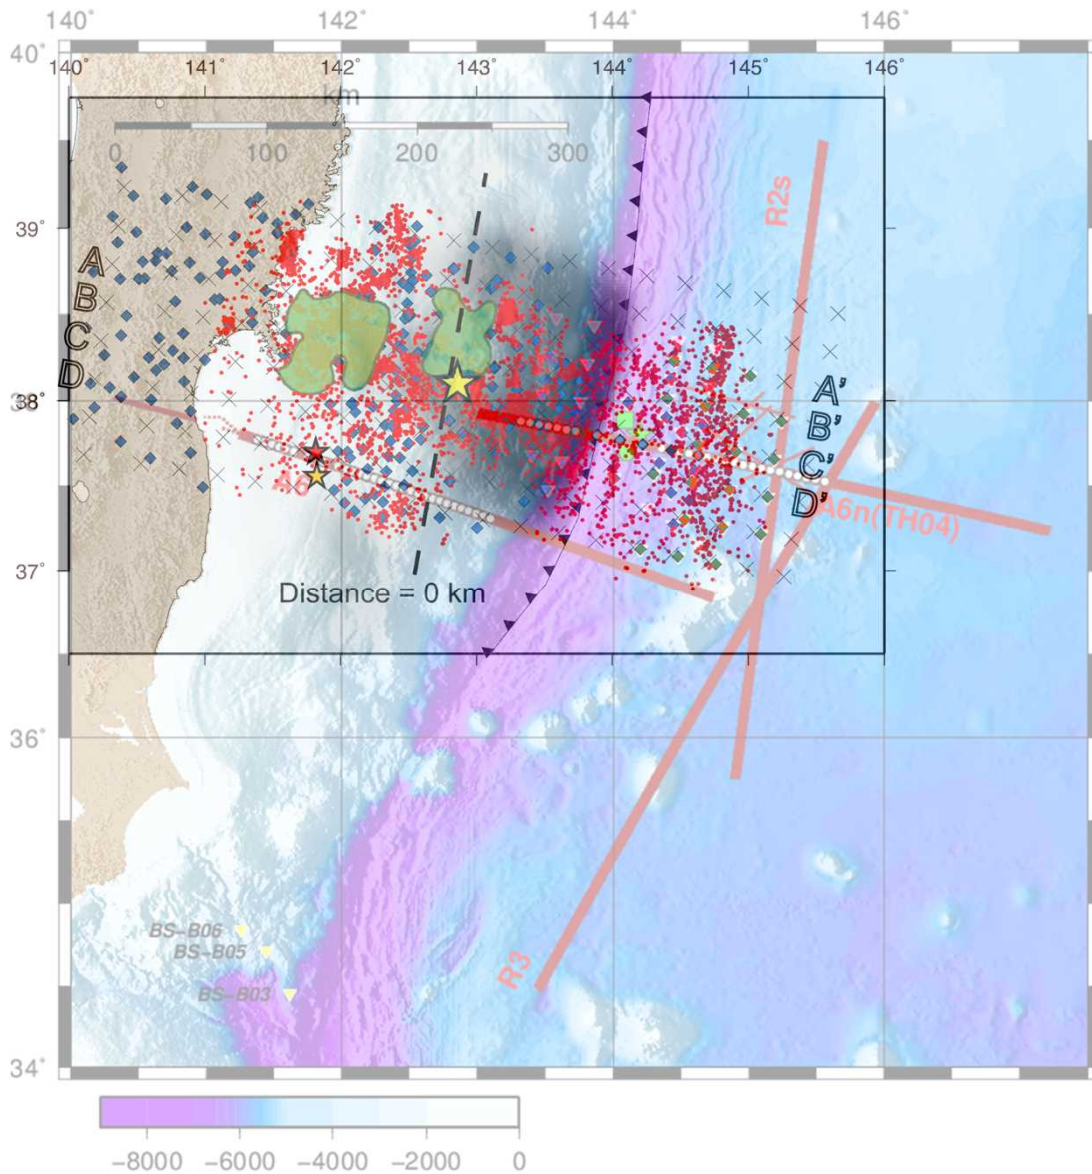 140° 142° 144° 146°
40°
140° 141° 142° 143° 144° 145° 146°
km
0 100 200 300
R2s
39°
A
B
C
D
38°
A'
B'
C'
D'
A6n(TH04)
37°
Distance = 0 km
36°
R3
BS-B06
BS-B05
BS-B03
34°
-8000 -6000 -4000 -2000 0